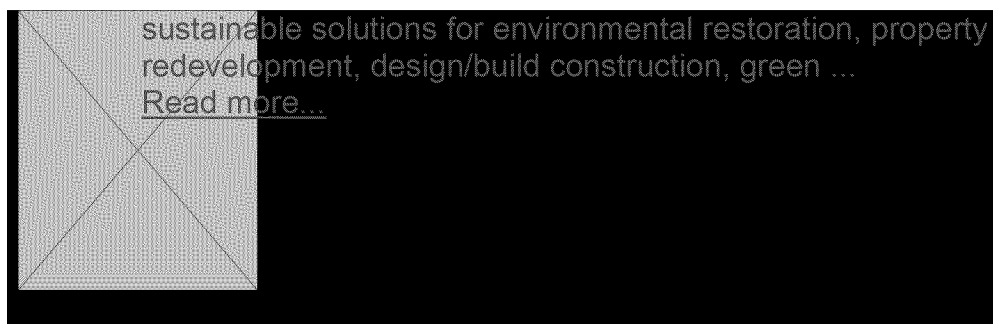 sustainable solutions for environmental restoration, property
redevelopment, design/build construction, green ...
Read more...